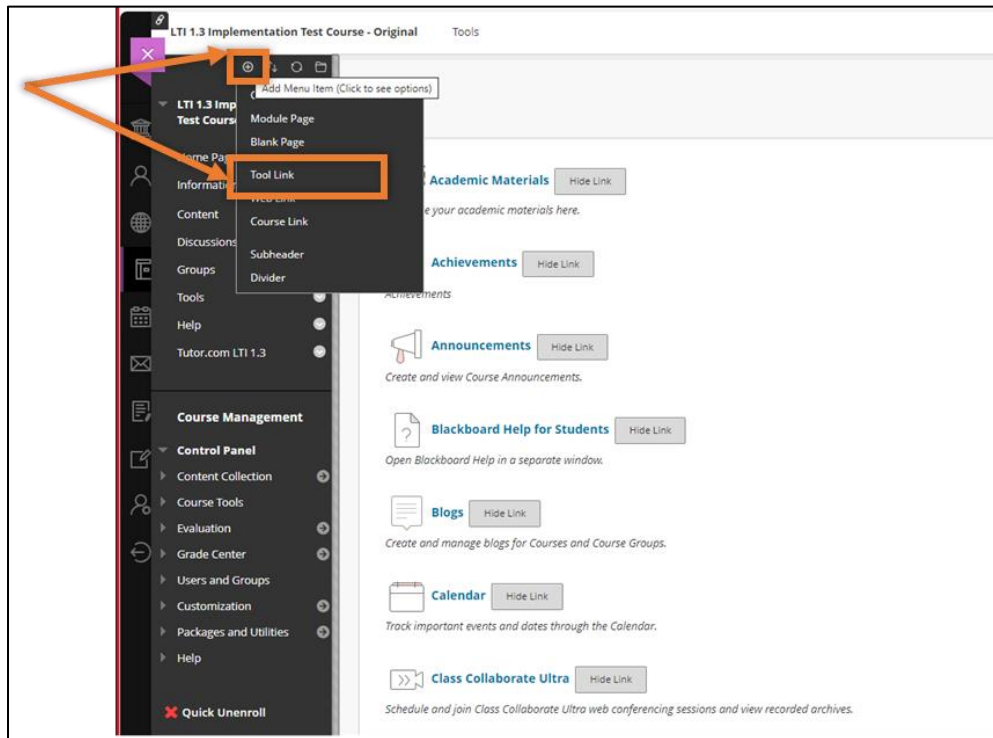 LTI 1.3 Implementation Test Course - Original Tools
Add Menu Item (Click to see options)
LTI 1.3 Imp
Test Cours
Module Page
Blank Page
Home Pa
Tool Link
Information
Web Link
Content
Course Link
Discussions
Subheader
Groups
Divider
Tools
Help
Tutor.com LTI 1.3
Course Management
Control Panel
Content Collection
Course Tools
Evaluation
Grade Center
Users and Groups
Customization
Packages and Utilities
Help
Quick Unenroll
Academic Materials Hide Link
e your academic materials here.
Achievements Hide Link
Achievements
Announcements Hide Link
Create and view Course Announcements.
Blackboard Help for Students Hide Link
Open Blackboard Help in a separate window.
Blogs Hide Link
Create and manage blogs for Courses and Course Groups.
Calendar Hide Link
Track important events and dates through the Calendar.
Class Collaborate Ultra Hide Link
Schedule and join Class Collaborate Ultra web conferencing sessions and view recorded archives.